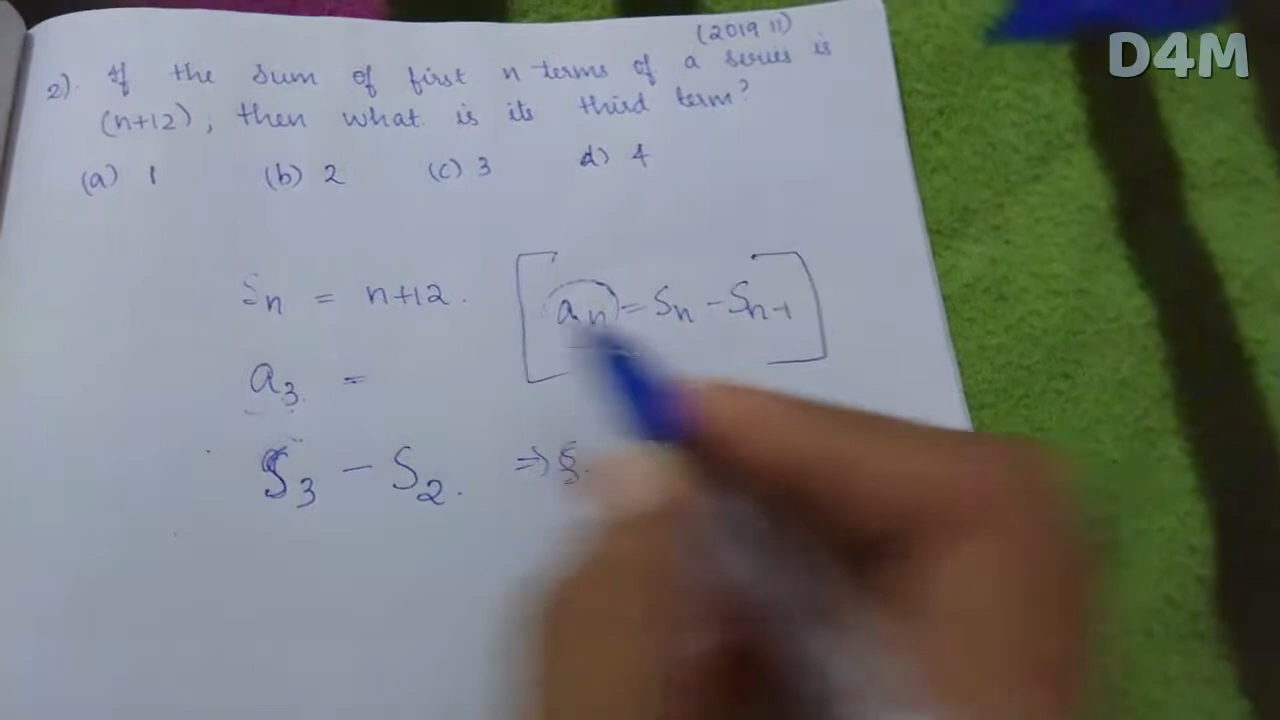 (2019 II)
D4M
2). If the sum of first n terms of a series is
(n+12), then what is its third term?
(a) 1 (b) 2 (c) 3 d) 4
Sn = n+12. [an = Sn - Sn-1]
a3 =
S3 - S2. ⇒ S